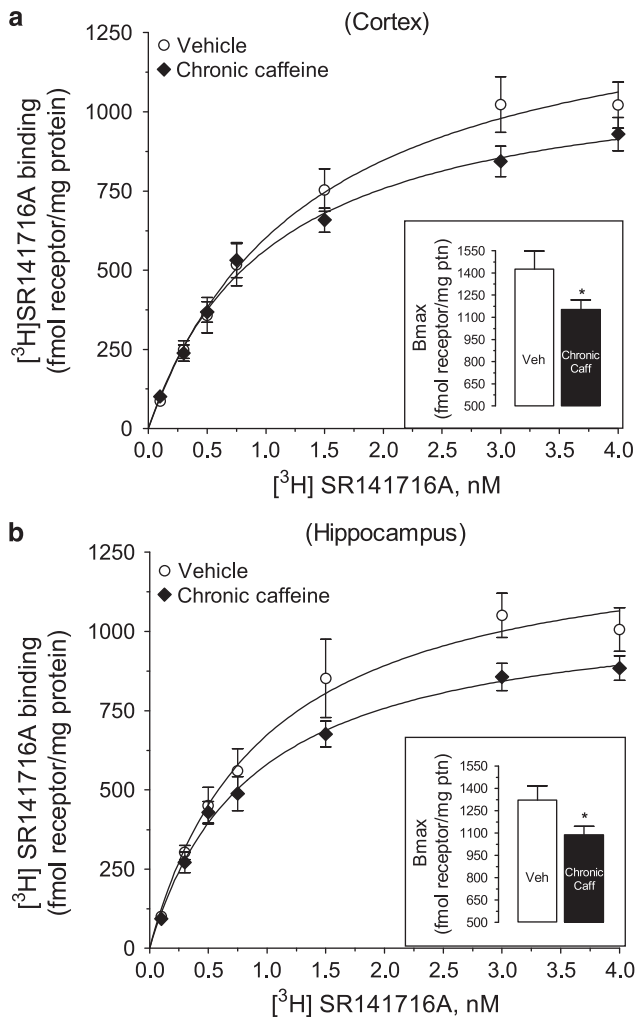 a
(Cortex)
1250
1000
750
500
250
0
Vehicle
Chronic caffeine
[³H]SR141716A binding
(fmol receptor/mg protein)
0.0 0.5 1.0 1.5 2.0 2.5 3.0 3.5 4.0
[³H] SR141716A, nM
Bmax
(fmol receptor/mg ptn)
1550
1400
1250
1100
950
800
650
500
*
Veh
Chronic
Caff
b
(Hippocampus)
1250
1000
750
500
250
0
Vehicle
Chronic caffeine
[³H] SR141716A binding
(fmol receptor/mg protein)
0.0 0.5 1.0 1.5 2.0 2.5 3.0 3.5 4.0
[³H] SR141716A, nM
Bmax
(fmol receptor/mg ptn)
1550
1400
1250
1100
950
800
650
500
*
Veh
Chronic
Caff